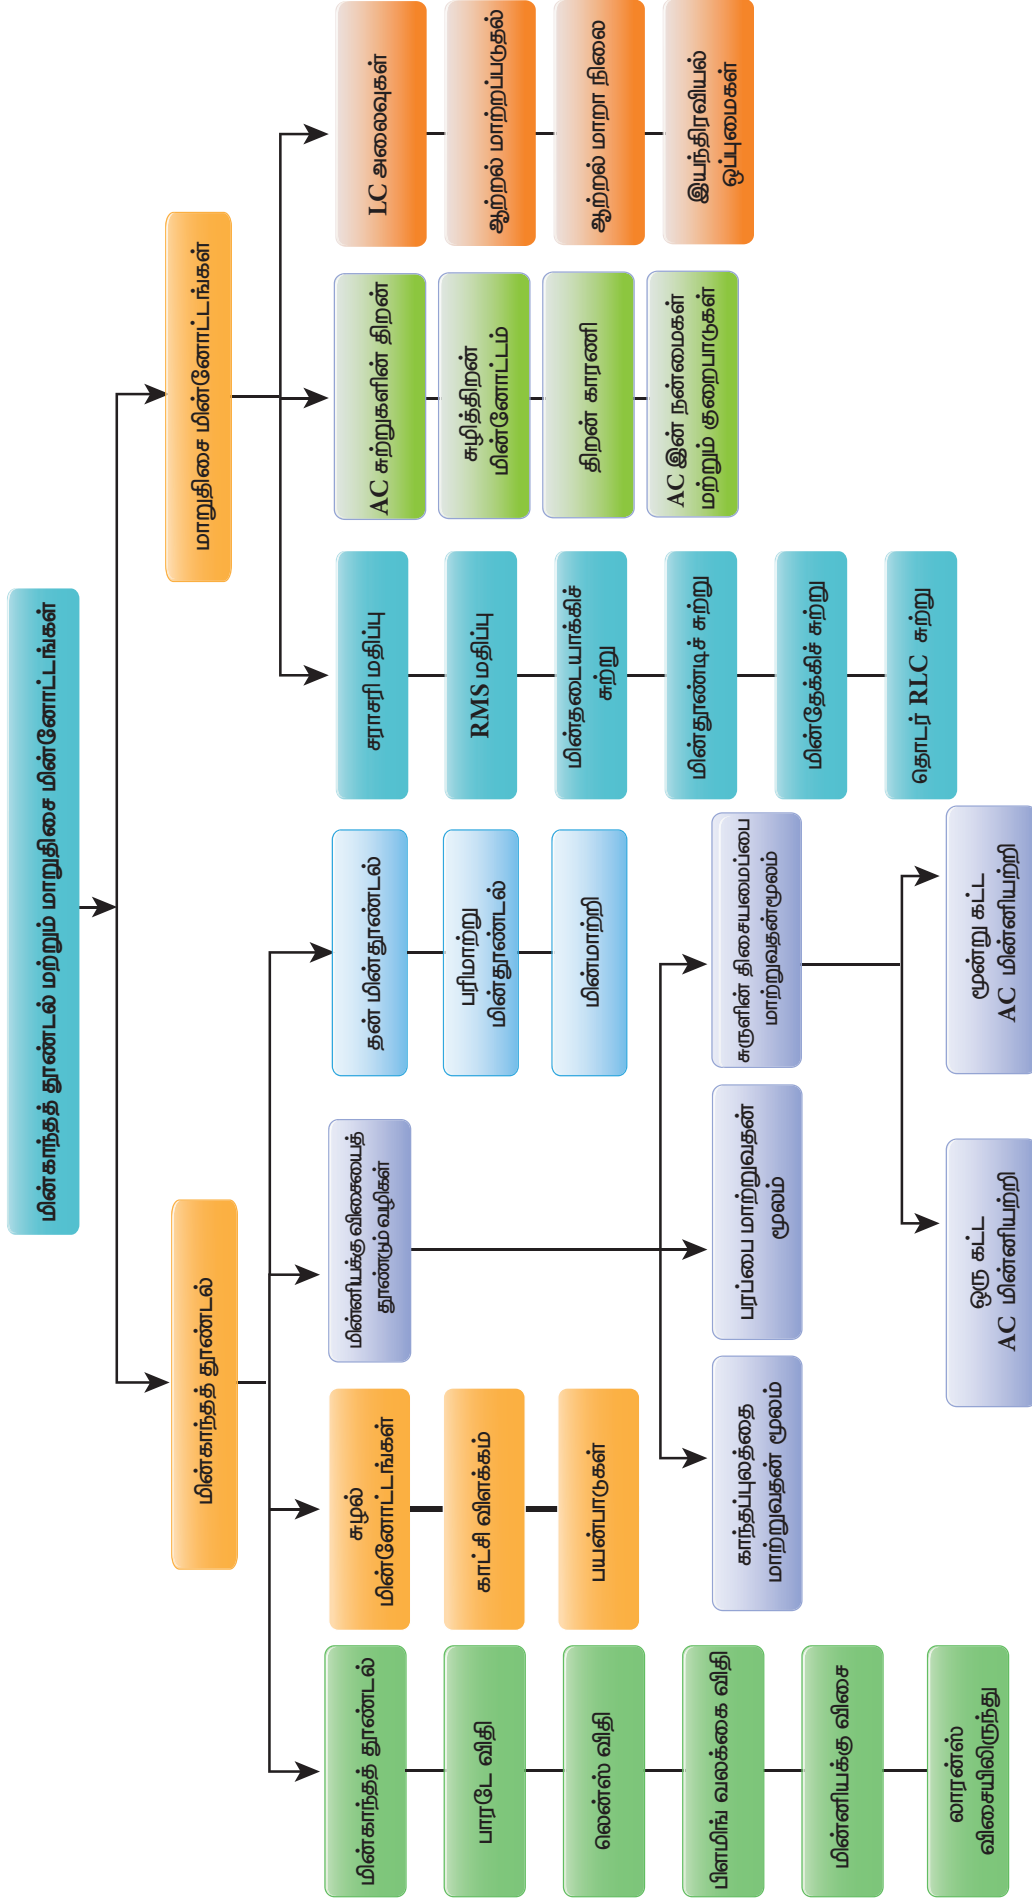 மின்காந்தத் தூண்டல் மற்றும் மாறுதிசை மின்னோட்டங்கள்
மின்காந்தத் தூண்டல்
மாறுதிசை மின்னோட்டங்கள்
மின்காந்தத் தூண்டல்
பாரடே விதி
லென்ஸ் விதி
பிளமிங் வலக்கை விதி
மின்னியக்கு விசை
லாரன்ஸ்
விசையிலிருந்து
சுழல்
மின்னோட்டங்கள்
காட்சி விளக்கம்
பயன்பாடுகள்
மின்னியக்கு விசையைத்
தூண்டும் வழிகள்
காந்தப்புலத்தை
மாற்றுவதன் மூலம்
பரப்பை மாற்றுவதன்
மூலம்
சுருளின் திசையமைப்பை
மாற்றுவதன்மூலம்
ஒரு கட்ட
AC மின்னியற்றி
மூன்று கட்ட
AC மின்னியற்றி
தன் மின்தூண்டல்
பரிமாற்று
மின்தூண்டல்
மின்மாற்றி
சராசரி மதிப்பு
RMS மதிப்பு
மின்தடையாக்கிச்
சுற்று
மின்தூண்டிச் சுற்று
மின்தேக்கிச் சுற்று
தொடர் RLC சுற்று
AC சுற்றுகளின் திறன்
சுழித்திறன்
மின்னோட்டம்
திறன் காரணி
AC இன் நன்மைகள்
மற்றும் குறைபாடுகள்
LC அலைவுகள்
ஆற்றல் மாற்றப்படுதல்
ஆற்றல் மாறா நிலை
இயந்திரவியல்
ஒப்புமைகள்